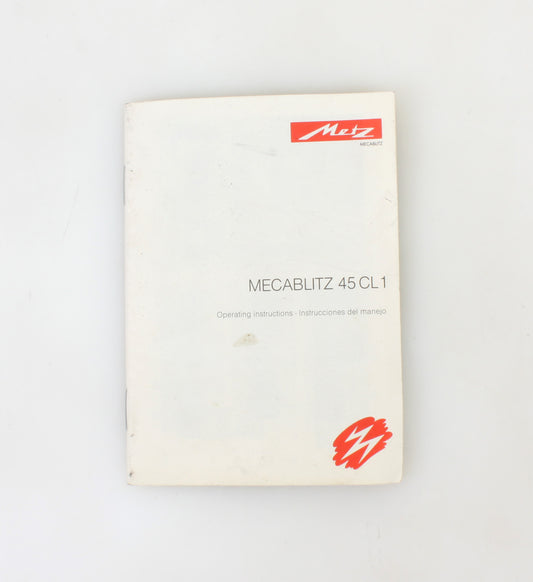 Metz
MECABLITZ
MECABLITZ 45 CL 1
Operating Instructions - Instrucciones del manejo